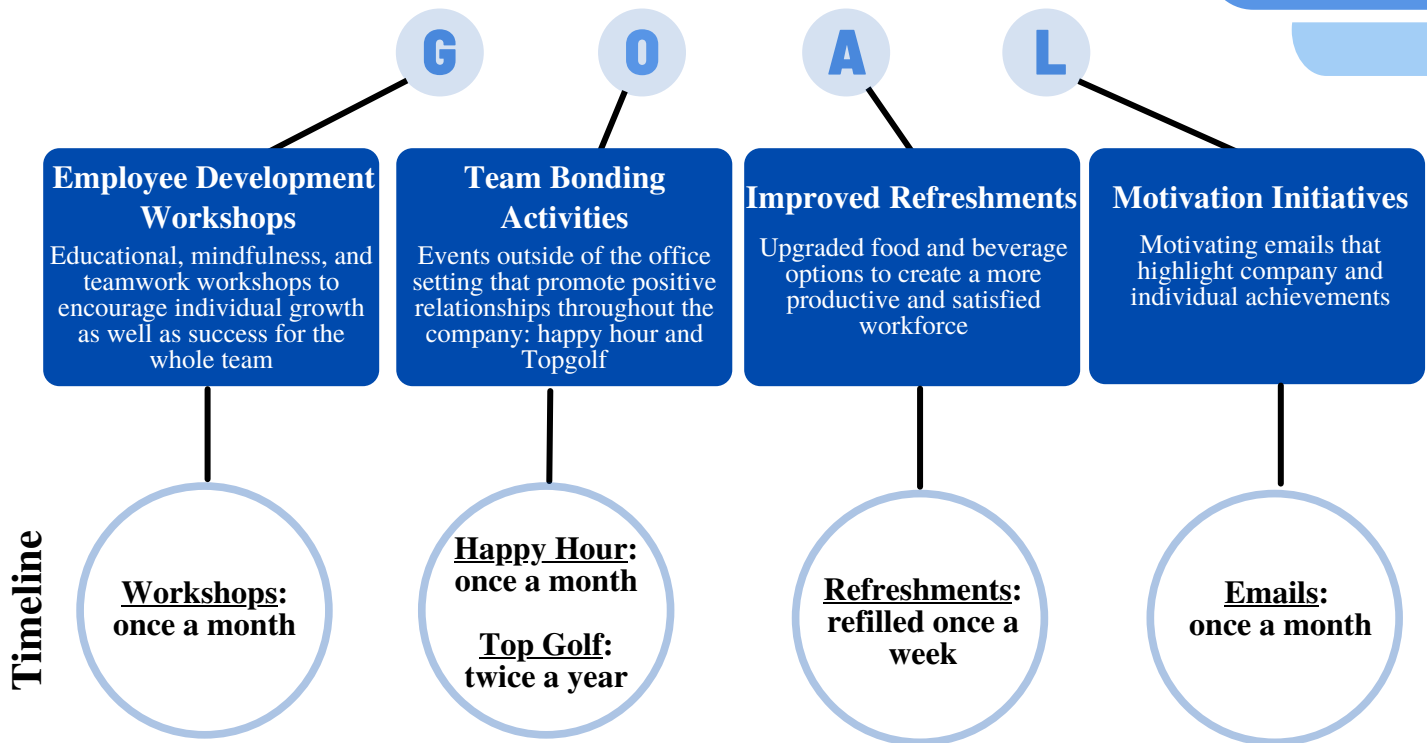 G O A L
Employee Development
Workshops
Educational, mindfulness, and
teamwork workshops to
encourage individual growth
as well as success for the
whole team
Team Bonding
Activities
Events outside of the office
setting that promote positive
relationships throughout the
company: happy hour and
Topgolf
Improved Refreshments
Upgraded food and beverage
options to create a more
productive and satisfied
workforce
Motivation Initiatives
Motivating emails that
highlight company and
individual achievements
Timeline
Workshops:
once a month
Happy Hour:
once a month
Top Golf:
twice a year
Refreshments:
refilled once a
week
Emails:
once a month